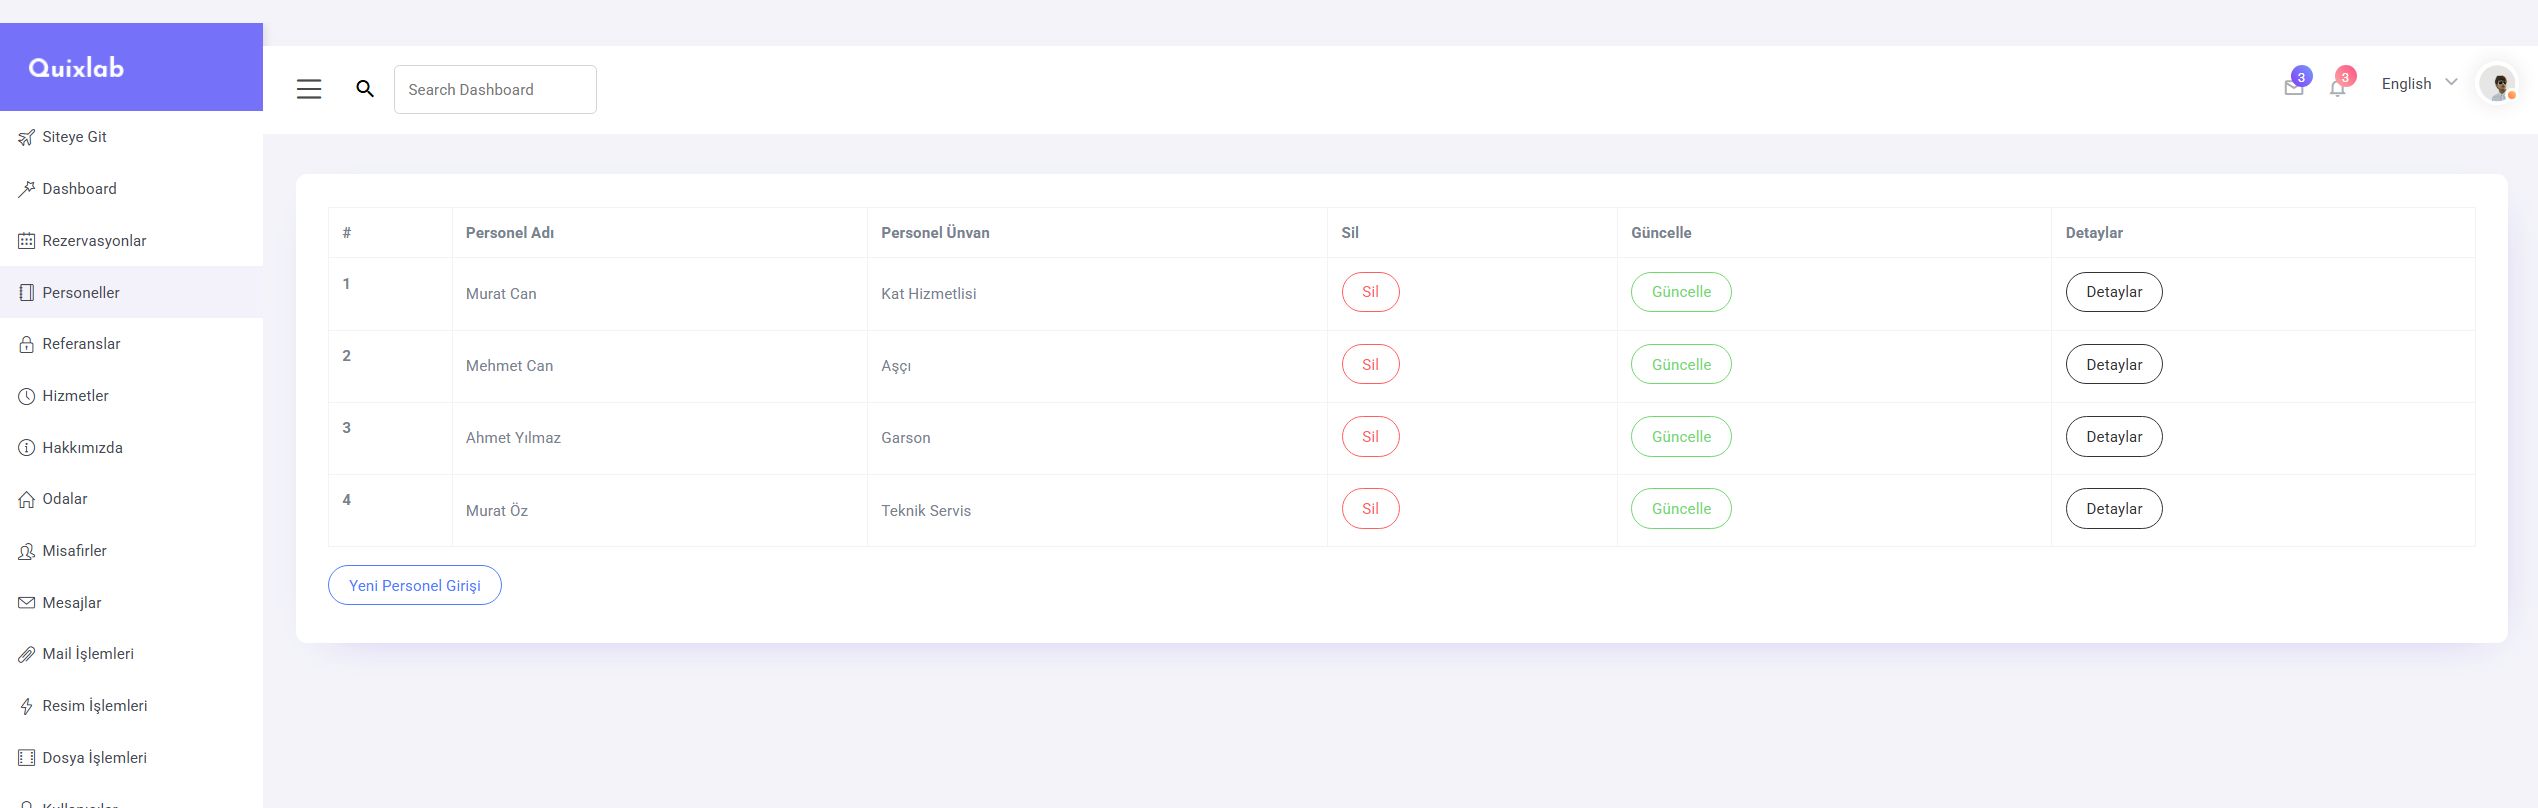 Quixlab
Search Dashboard
3
3
English
Siteye Git
Dashboard
Rezervasyonlar
Personeller
Referanslar
Hizmetler
Hakkımızda
Odalar
Misafirler
Mesajlar
Mail İşlemleri
Resim İşlemleri
Dosya İşlemleri
# Personel Adı Personel Ünvan Sil Güncelle Detaylar
1 Murat Can Kat Hizmetlisi Sil Güncelle Detaylar
2 Mehmet Can Aşçı Sil Güncelle Detaylar
3 Ahmet Yılmaz Garson Sil Güncelle Detaylar
4 Murat Öz Teknik Servis Sil Güncelle Detaylar
Yeni Personel Girişi